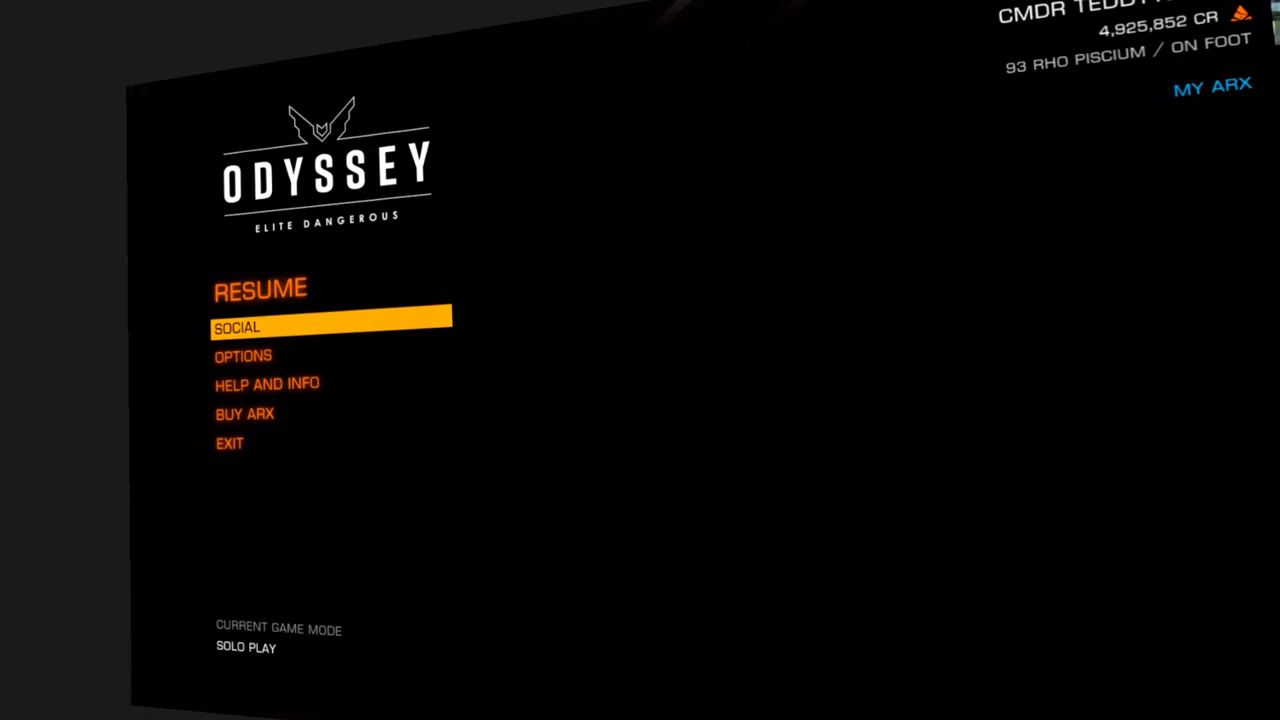 ODYSSEY
ELITE DANGEROUS
RESUME
SOCIAL
OPTIONS
HELP AND INFO
BUY ARX
EXIT
CURRENT GAME MODE
SOLO PLAY
CMDR
4,925,852 CR
93 RHO PISCIUM / ON FOOT
MY ARX